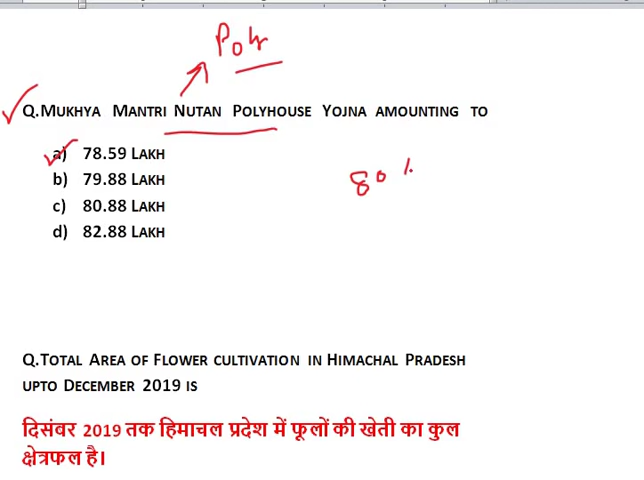 Poly
Q.MUKHYA MANTRI NUTAN POLYHOUSE YOJNA AMOUNTING TO
a) 78.59 LAKH
b) 79.88 LAKH
80 %
c) 80.88 LAKH
d) 82.88 LAKH
Q.TOTAL AREA OF FLOWER CULTIVATION IN HIMACHAL PRADESH
UPTO DECEMBER 2019 IS
दिसंबर 2019 तक हिमाचल प्रदेश में फूलों की खेती का कुल
क्षेत्रफल है।